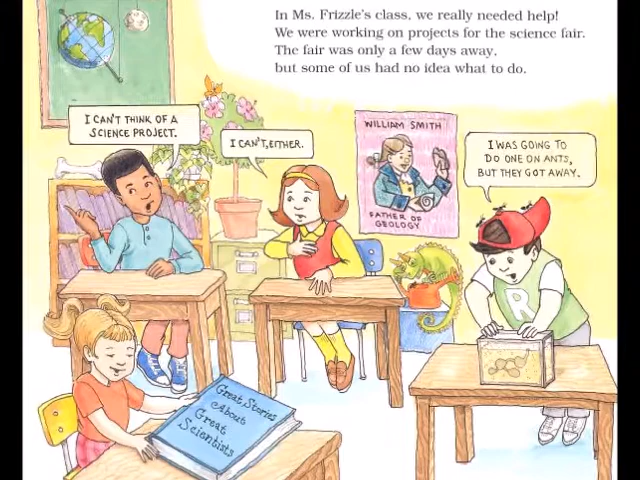 In Ms. Frizzle's class, we really needed help!
We were working on projects for the science fair.
The fair was only a few days away,
but some of us had no idea what to do.
I CAN'T THINK OF A
SCIENCE PROJECT.
I CAN'T, EITHER.
WILLIAM SMITH
FATHER OF
GEOLOGY
I WAS GOING TO
DO ONE ON ANTS,
BUT THEY GOT AWAY.
R
Great Stories
About
Great
Scientists